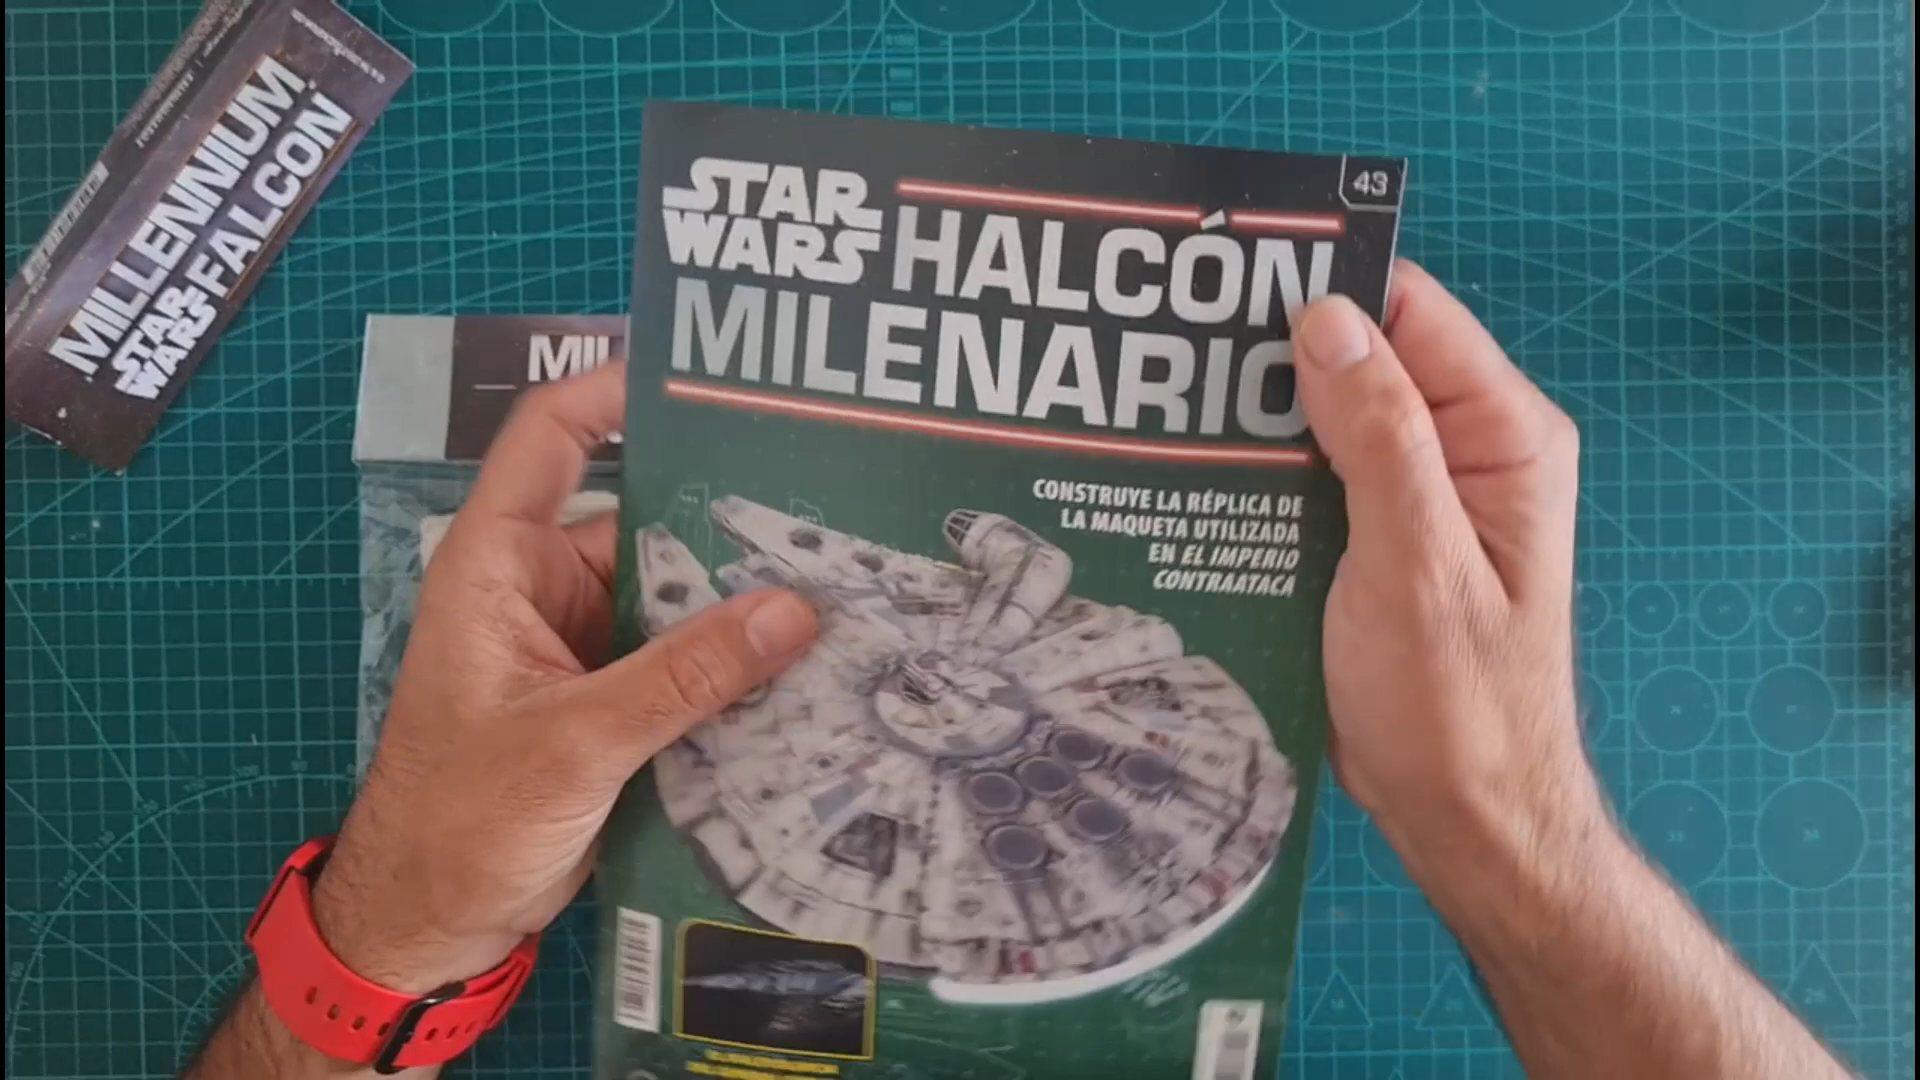 MILLENNIUM
STAR WARS FALCON
MIL
43
STAR
WARS HALCÓN
MILENARIO
CONSTRUYE LA RÉPLICA DE
LA MAQUETA UTILIZADA
EN EL IMPERIO
CONTRAATACA